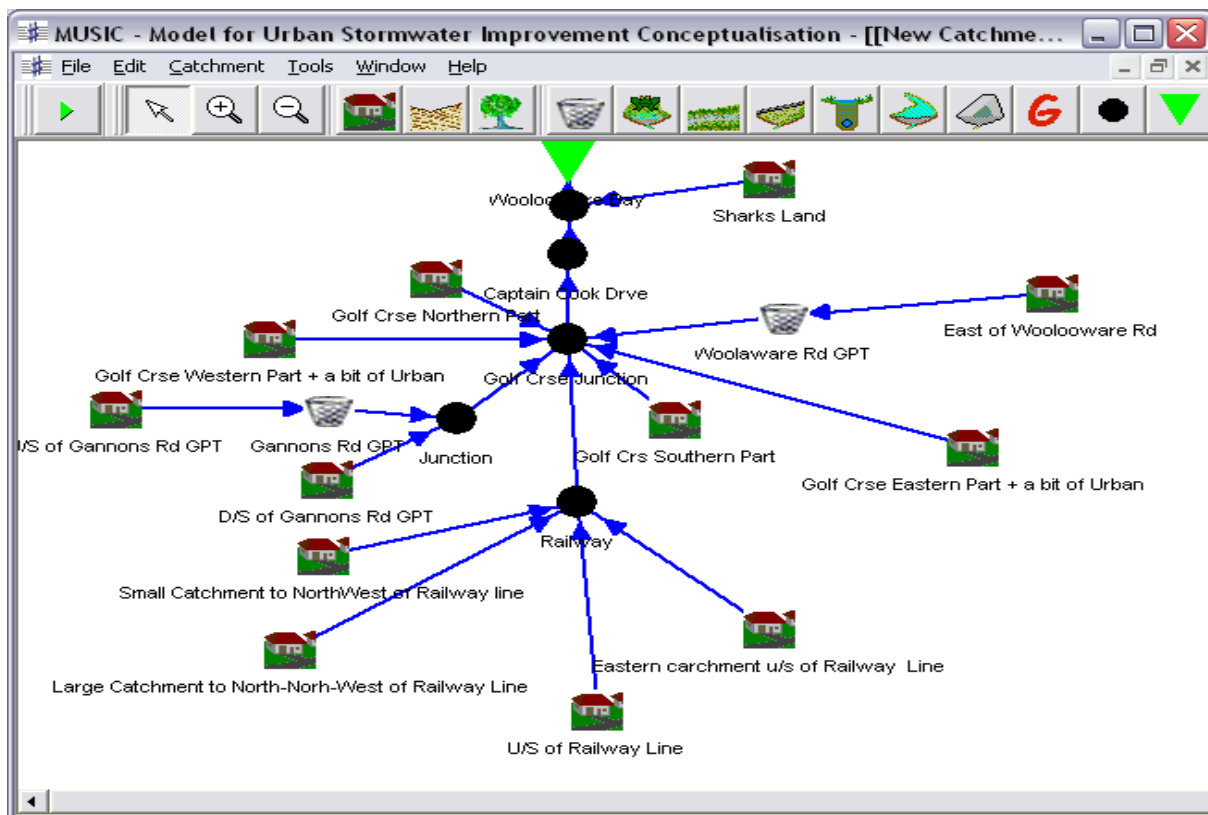 MUSIC - Model for Urban Stormwater Improvement Conceptualisation - [[New Catchme...
File Edit Catchment Tools Window Help
G
Sharks Land
Captain Cook Drve
Golf Crse Northern Part
East of Woolooware Rd
Woolaware Rd GPT
Golf Crse Western Part + a bit of Urban
Golf Crse Junction
/S of Gannons Rd GPT
Gannons Rd GPT
Junction
Golf Crs Southern Part
Golf Crse Eastern Part + a bit of Urban
D/S of Gannons Rd GPT
Railway
Small Catchment to NorthWest of Railway line
Eastern carchment u/s of Railway Line
Large Catchment to North-Norh-West of Railway Line
U/S of Railway Line